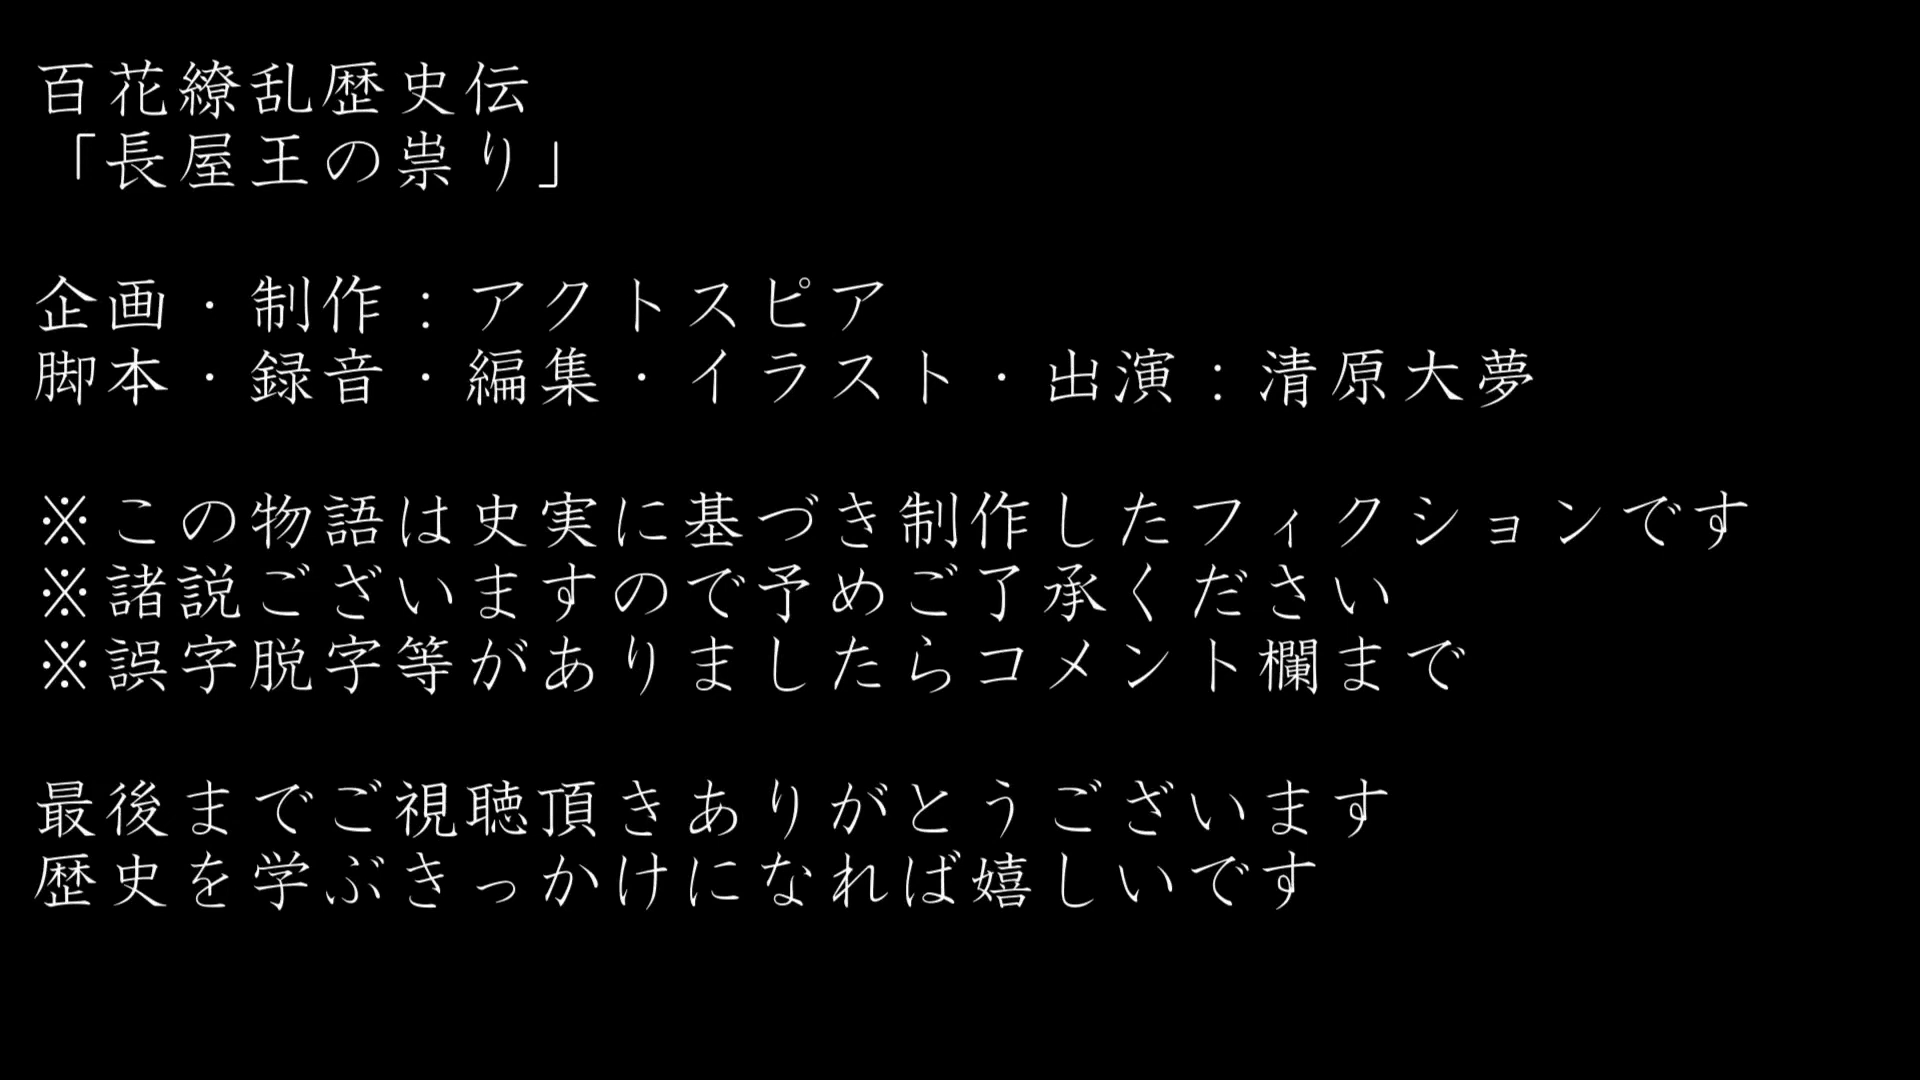 百花繚乱歴史伝
「長屋王の祟り」
企画・制作：アクトスピア
脚本・録音・編集・イラスト・出演：清原大夢
※この物語は史実に基づき制作したフィクションです
※諸説ございますので予めご了承ください
※誤字脱字等がありましたらコメント欄まで
最後までご視聴頂きありがとうございます
歴史を学ぶきっかけになれば嬉しいです